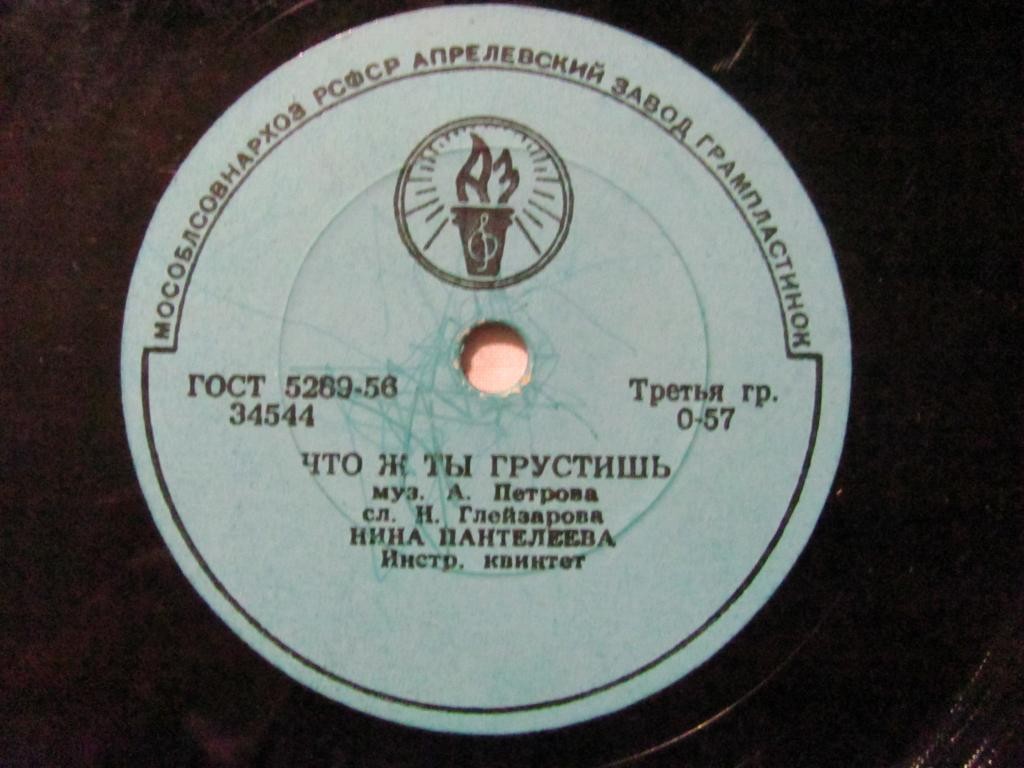 МОСОБЛСОВНАРХОЗ РСФСР АПРЕЛЕВСКИЙ ЗАВОД ГРАМПЛАСТИНОК
АЗ
ГОСТ 5289-56
34544
Третья гр.
0-57
ЧТО Ж ТЫ ГРУСТИШЬ
муз. А. Петрова
сл. Н. Глейзарова
НИНА ПАНТЕЛЕЕВА
Инстр. квинтет